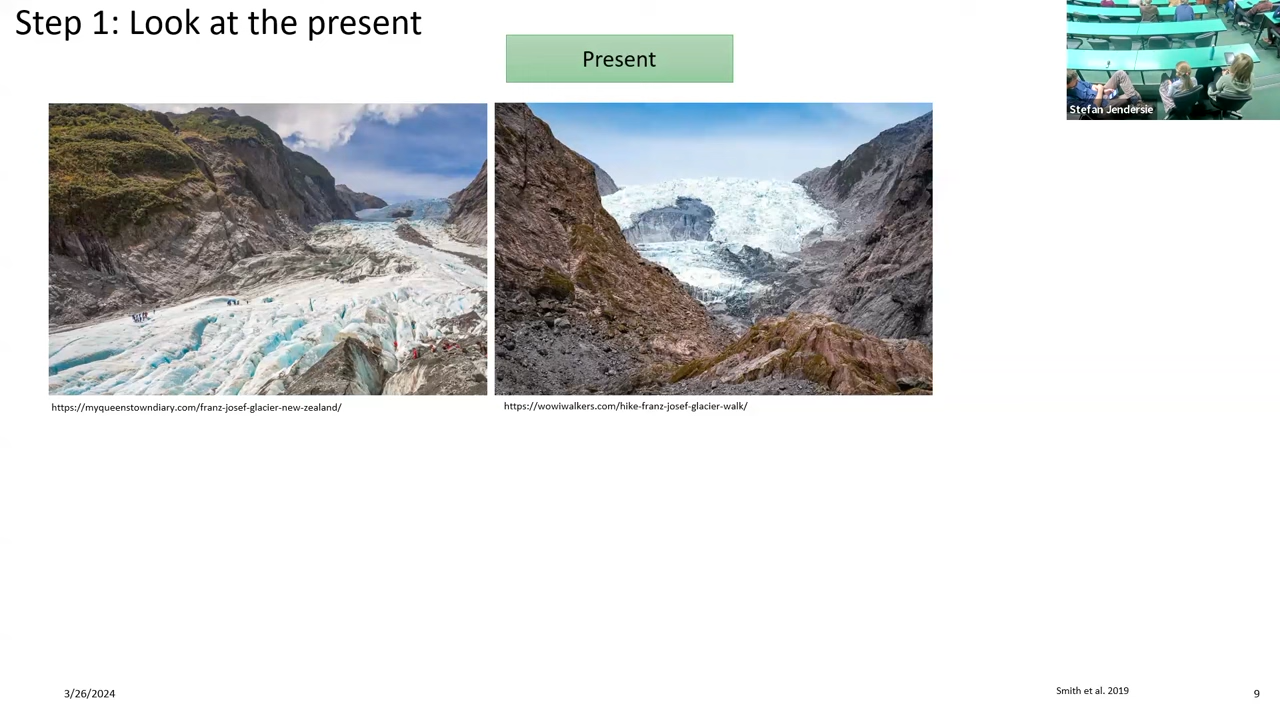 Step 1: Look at the present
Present
Stefan Jendersie
https://myqueenstowndiary.com/franz-josef-glacier-new-zealand/
https://wowiwalkers.com/hike-franz-josef-glacier-walk/
3/26/2024
Smith et al. 2019
9